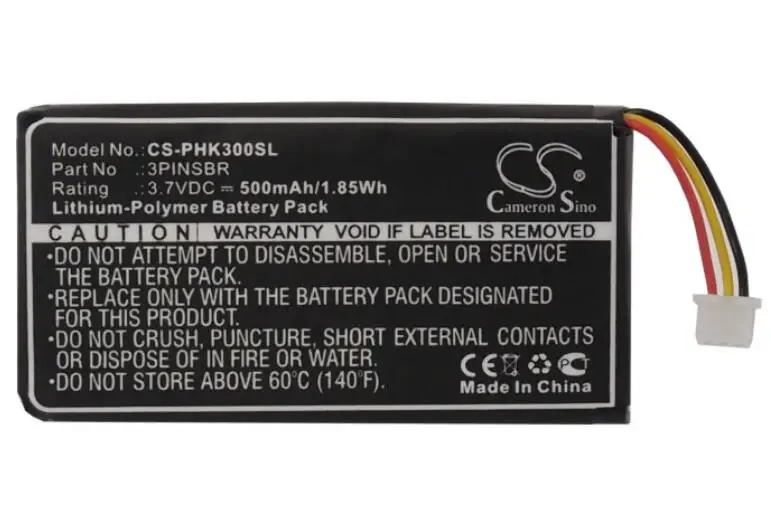 Model No.: CS-PHK300SL
Part No : 3PINSBR
Rating : 3.7VDC ⎓ 500mAh/1.85Wh
Lithium-Polymer Battery Pack
CS ®
Cameron Sino
CAUTION WARRANTY VOID IF LABEL IS REMOVED
•DO NOT ATTEMPT TO DISASSEMBLE, OPEN OR SERVICE
THE BATTERY PACK.
•REPLACE ONLY WITH THE BATTERY PACK DESIGNATED
FOR THIS PRODUCT.
•DO NOT CRUSH, PUNCTURE, SHORT EXTERNAL CONTACTS
OR DISPOSE OF IN FIRE OR WATER.
•DO NOT STORE ABOVE 60°C (140°F)
CE PCT
Made In China